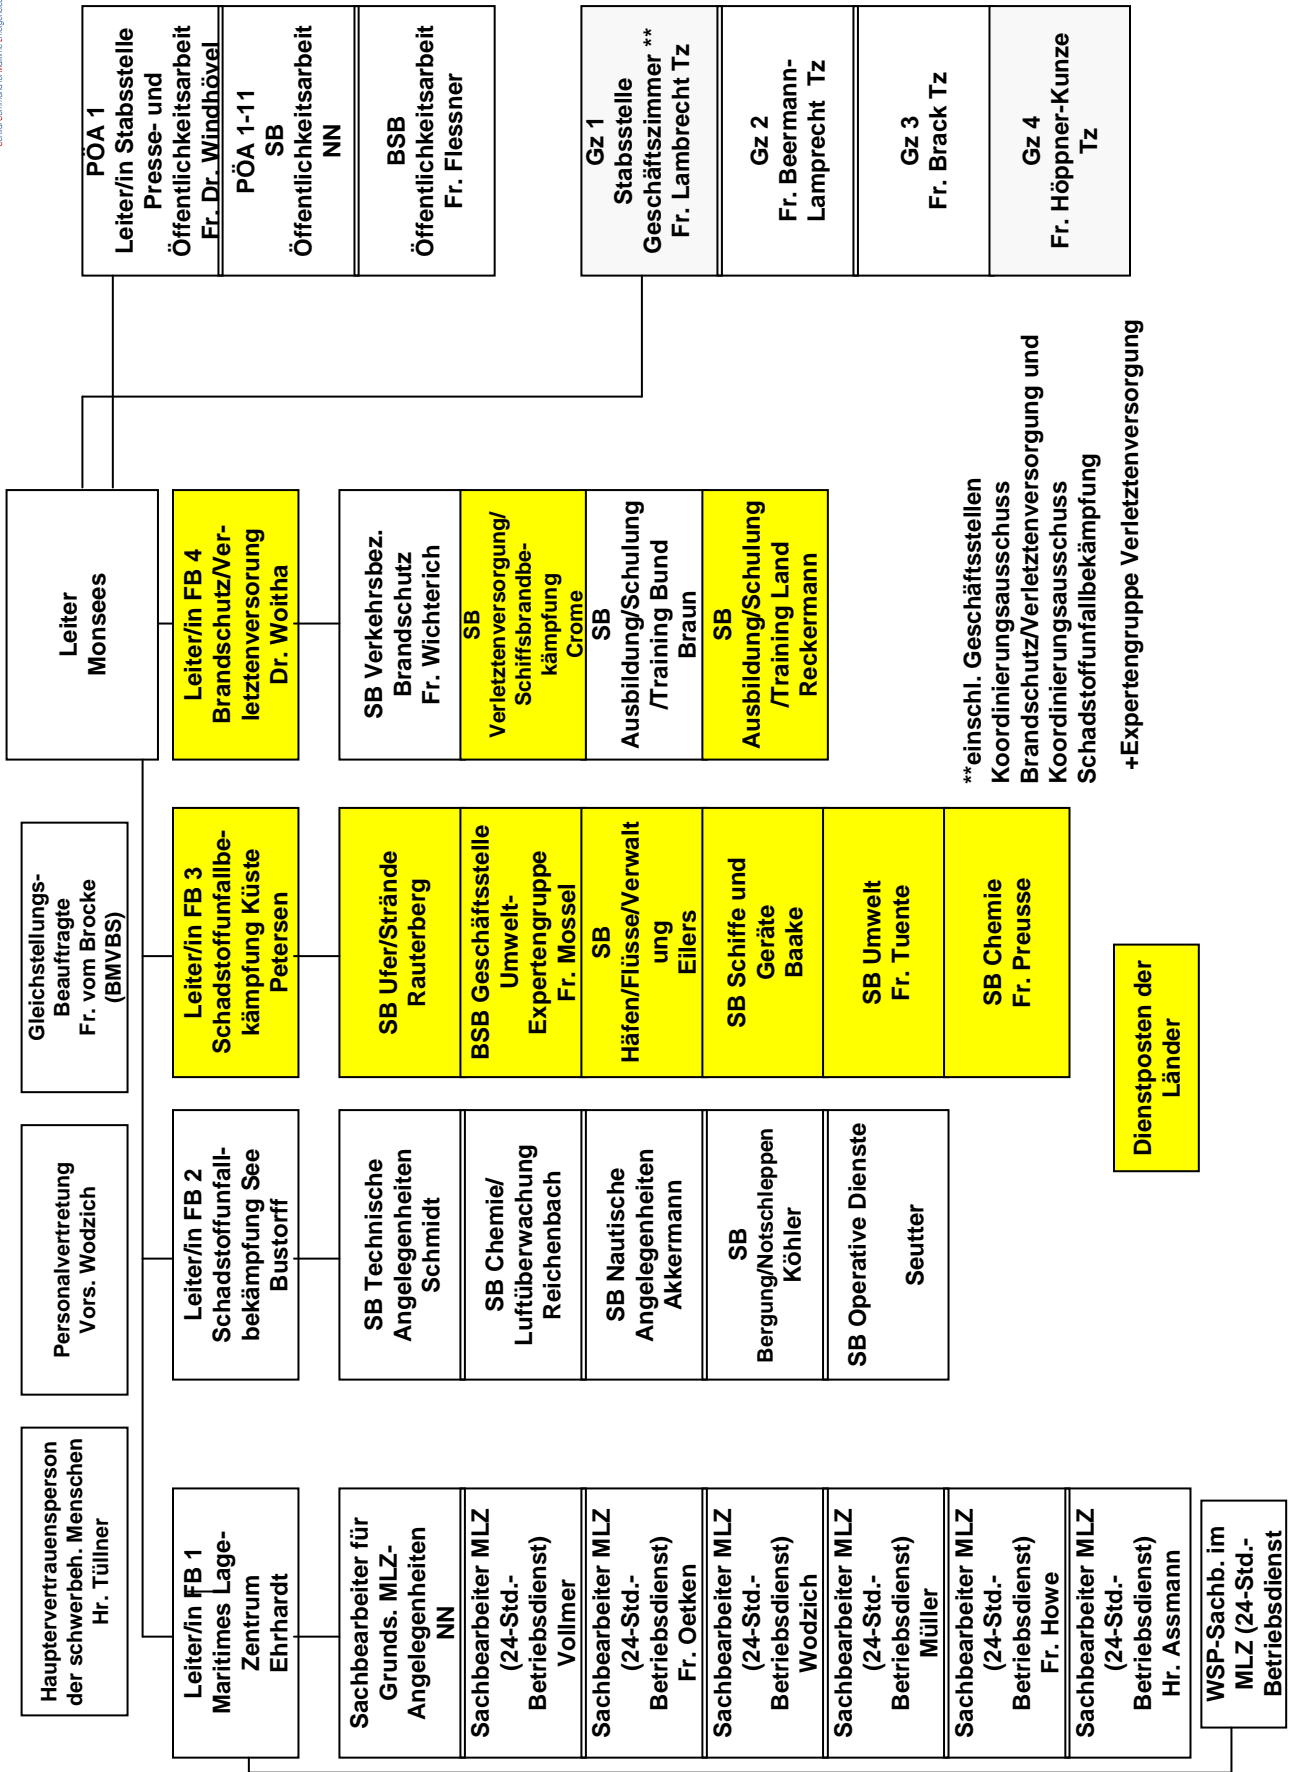 Hauptervertrauensperson
der schwerbeh. Menschen
Hr. Tüllner
Personalvertretung
Vors. Wodzich
Gleichstellungs-
Beauftragte
Fr. vom Brocke
(BMVBS)
Leiter
Monsees
PÖA 1
Leiter/in Stabsstelle
Presse- und
Öffentlichkeitsarbeit
Fr. Dr. Windhövel
PÖA 1-11
SB
Öffentlichkeitsarbeit
NN
BSB
Öffentlichkeitsarbeit
Fr. Flessner
Gz 1
Stabsstelle
Geschäftszimmer **
Fr. Lambrecht Tz
Gz 2
Fr. Beermann-
Lamprecht Tz
Gz 3
Fr. Brack Tz
Gz 4
Fr. Höppner-Kunze
Tz
Leiter/in FB 1
Maritimes Lage-
Zentrum
Ehrhardt
Sachbearbeiter für
Grunds. MLZ-
Angelegenheiten
NN
Sachbearbeiter MLZ
(24-Std.-
Betriebsdienst)
Vollmer
Sachbearbeiter MLZ
(24-Std.-
Betriebsdienst)
Fr. Oetken
Sachbearbeiter MLZ
(24-Std.-
Betriebsdienst)
Wodzich
Sachbearbeiter MLZ
(24-Std.-
Betriebsdienst)
Müller
Sachbearbeiter MLZ
(24-Std.-
Betriebsdienst)
Fr. Howe
Sachbearbeiter MLZ
(24-Std.-
Betriebsdienst)
Hr. Assmann
WSP-Sachb. im
MLZ (24-Std.-
Betriebsdienst
Leiter/in FB 2
Schadstoffunfall-
bekämpfung See
Bustorff
SB Technische
Angelegenheiten
Schmidt
SB Chemie/
Luftüberwachung
Reichenbach
SB Nautische
Angelegenheiten
Akkermann
SB
Bergung/Notschleppen
Köhler
SB Operative Dienste
Seutter
Leiter/in FB 3
Schadstoffunfallbe-
kämpfung Küste
Petersen
SB Ufer/Strände
Rauterberg
BSB Geschäftsstelle
Umwelt-
Expertengruppe
Fr. Mossel
SB
Häfen/Flüsse/Verwalt
ung
Eilers
SB Schiffe und
Geräte
Baake
SB Umwelt
Fr. Tuente
SB Chemie
Fr. Preusse
Leiter/in FB 4
Brandschutz/Ver-
letztenversorung
Dr. Woitha
SB Verkehrsbez.
Brandschutz
Fr. Wichterich
SB
Verletztenversorgung/
Schiffsbrandbe-
kämpfung
Crome
SB
Ausbildung/Schulung
/Training Bund
Braun
SB
Ausbildung/Schulung
/Training Land
Reckermann
Dienstposten der
Länder
**einschl. Geschäftsstellen
Koordinierungsausschuss
Brandschutz/Verletztenversorgung und
Koordinierungsausschuss
Schadstoffunfallbekämpfung
+Expertengruppe Verletztenversorgung